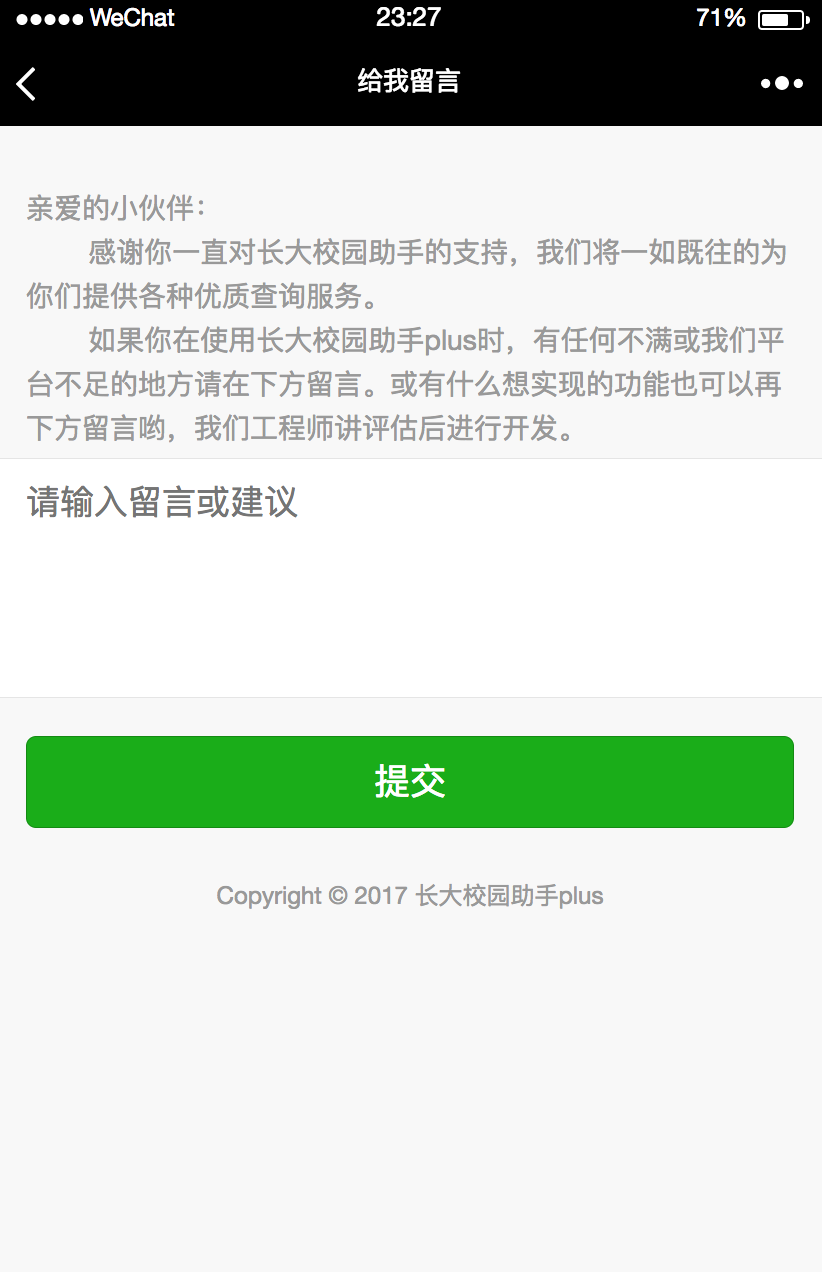 WeChat 23:27 71%
给我留言
亲爱的小伙伴：
感谢你一直对长大校园助手的支持，我们将一如既往的为
你们提供各种优质查询服务。
如果你在使用长大校园助手plus时，有任何不满或我们平
台不足的地方请在下方留言。或有什么想实现的功能也可以再
下方留言哟，我们工程师讲评估后进行开发。
请输入留言或建议
提交
Copyright © 2017 长大校园助手plus